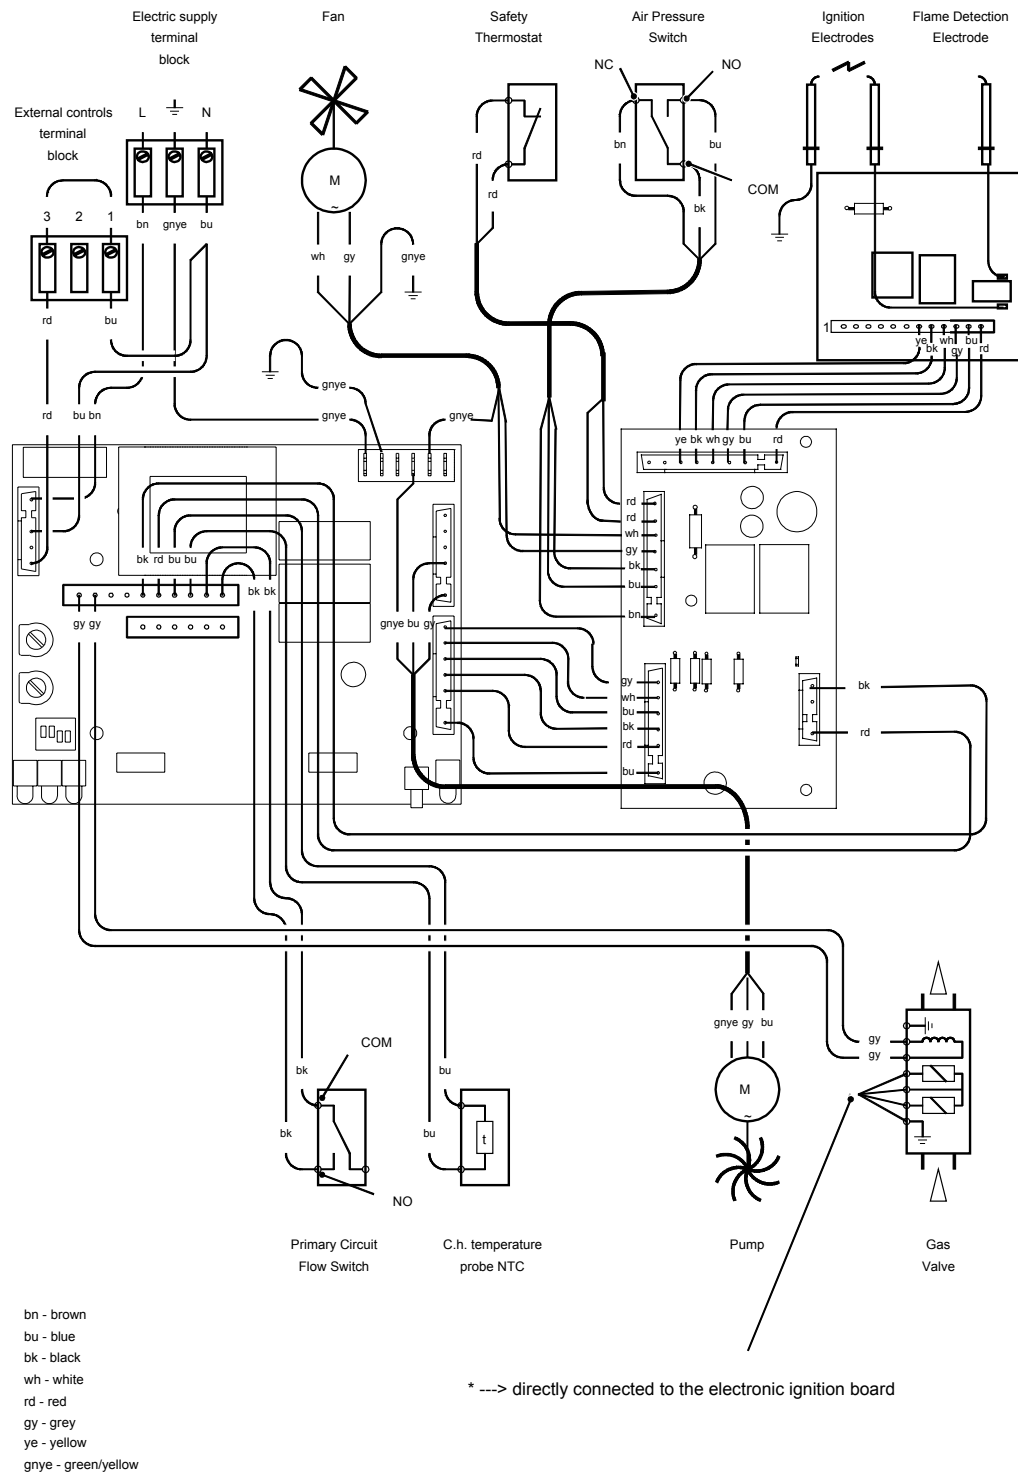 Electric supply
terminal
block
Fan
Safety
Thermostat
Air Pressure
Switch
Ignition
Electrodes
Flame Detection
Electrode
NC
NO
External controls
terminal
block
L
N
M
~
rd
rd
bn
bu
COM
bk
3
2
1
bn
gnye
bu
wh
gy
gnye
rd
bu
1
ye
bk
wh
gy
bu
rd
gnye
rd
bu
bn
gnye
gnye
ye
bk
wh
gy
bu
rd
rd
rd
wh
gy
bk
bu
bn
bk
rd
bu
bu
bk
bk
gy
gy
gnye
bu
gy
gy
wh
bu
bk
rd
bu
bk
rd
gnye
gy
bu
COM
gy
gy
bk
bu
M
~
bk
bu
t
NO
Primary Circuit
Flow Switch
C.h. temperature
probe NTC
Pump
Gas
Valve
bn - brown
bu - blue
bk - black
wh - white
rd - red
gy - grey
ye - yellow
gnye - green/yellow
* ---> directly connected to the electronic ignition board